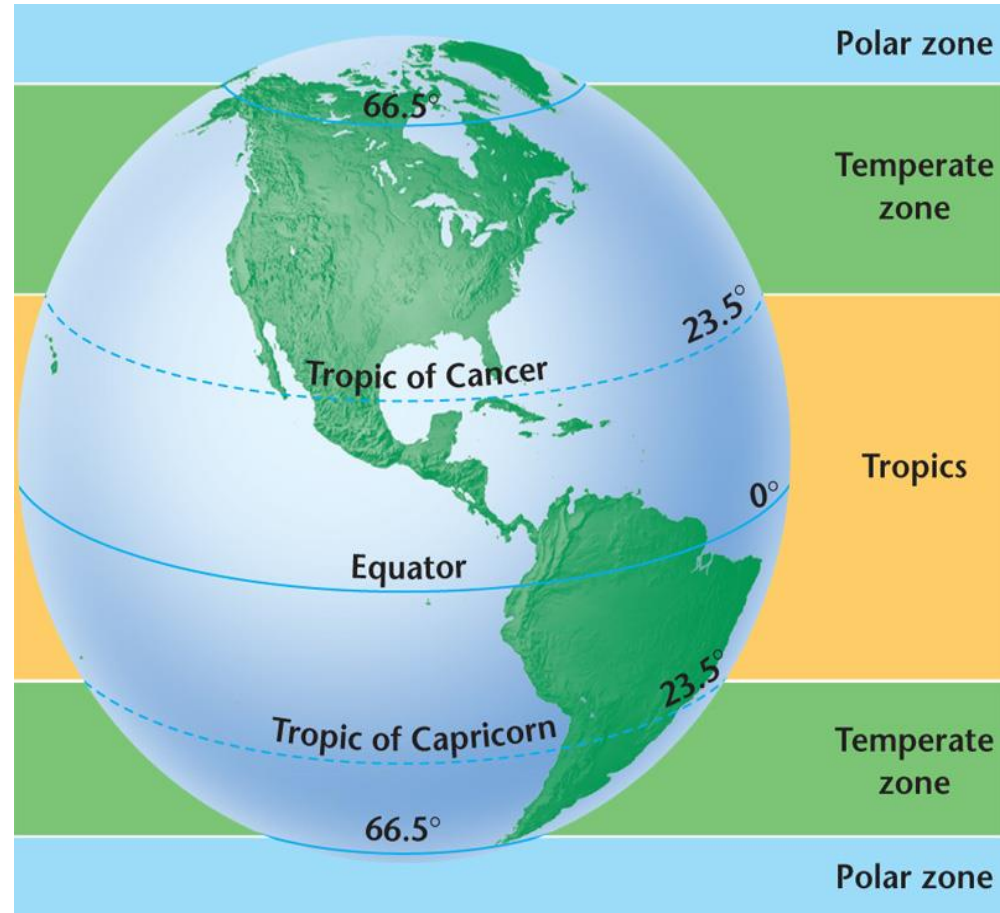 Polar zone
66.5°
Temperate
zone
23.5°
Tropic of Cancer
Tropics
0°
Equator
23.5°
Tropic of Capricorn
Temperate
zone
66.5°
Polar zone